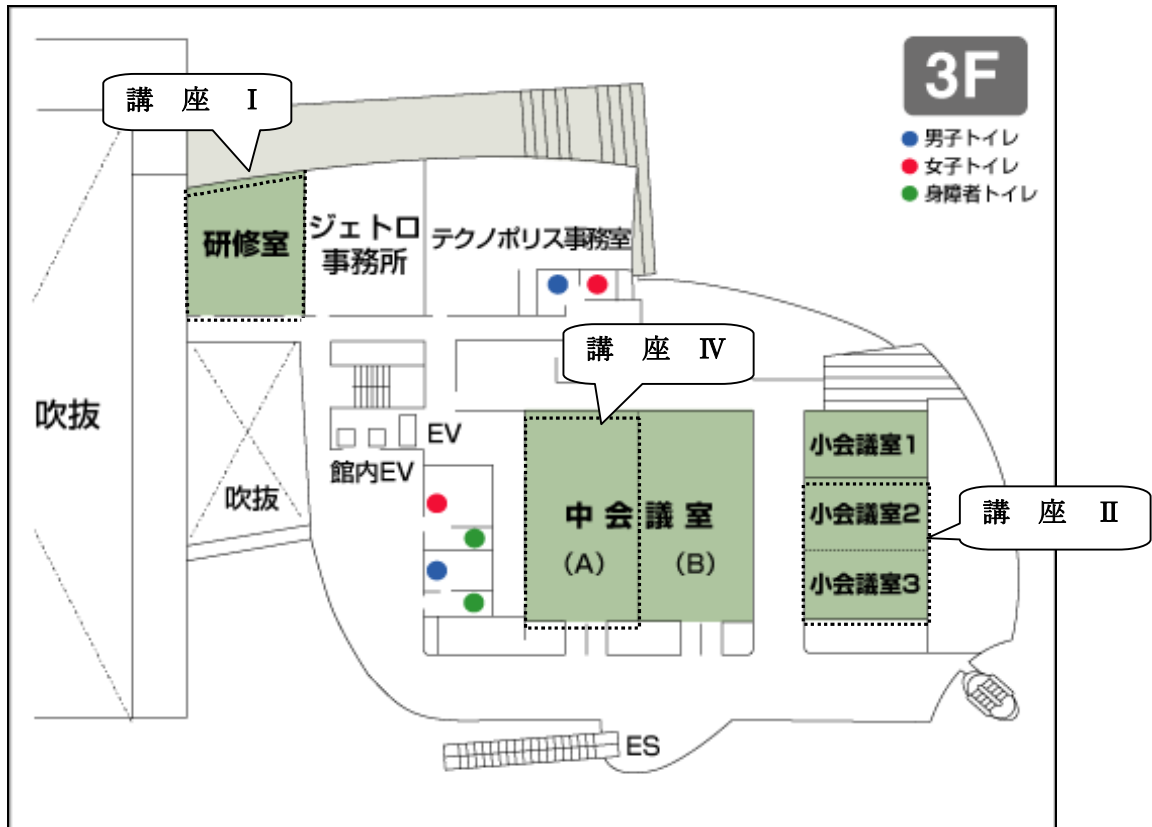 3F
男子トイレ
女子トイレ
身障者トイレ
講 座 Ⅰ
研修室
ジェトロ
事務所
テクノポリス事務室
講 座 Ⅳ
吹抜
吹抜
EV
館内EV
中会議室
(A)
(B)
小会議室1
小会議室2
小会議室3
講 座 Ⅱ
ES